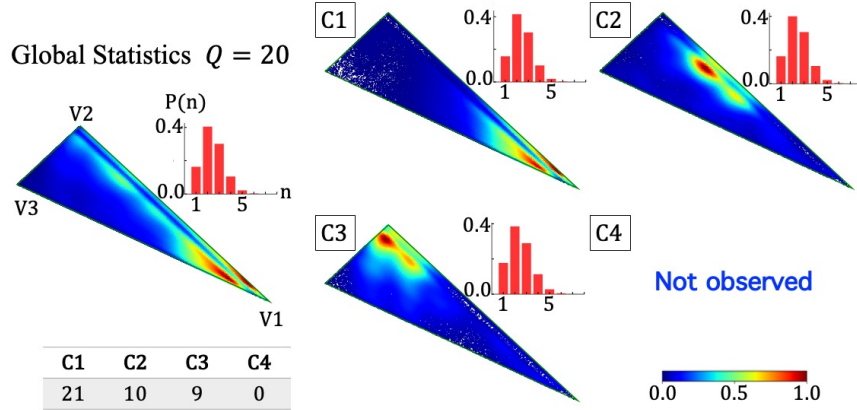 Global Statistics Q = 20
P(n)
0.4
0.0
1
5
n
V2
V3
V1
C1 C2 C3 C4
21 10 9 0
C1
0.4
0.0
1
5
C2
0.4
0.0
1
5
C3
0.4
0.0
1
5
C4
Not observed
0.0 0.5 1.0